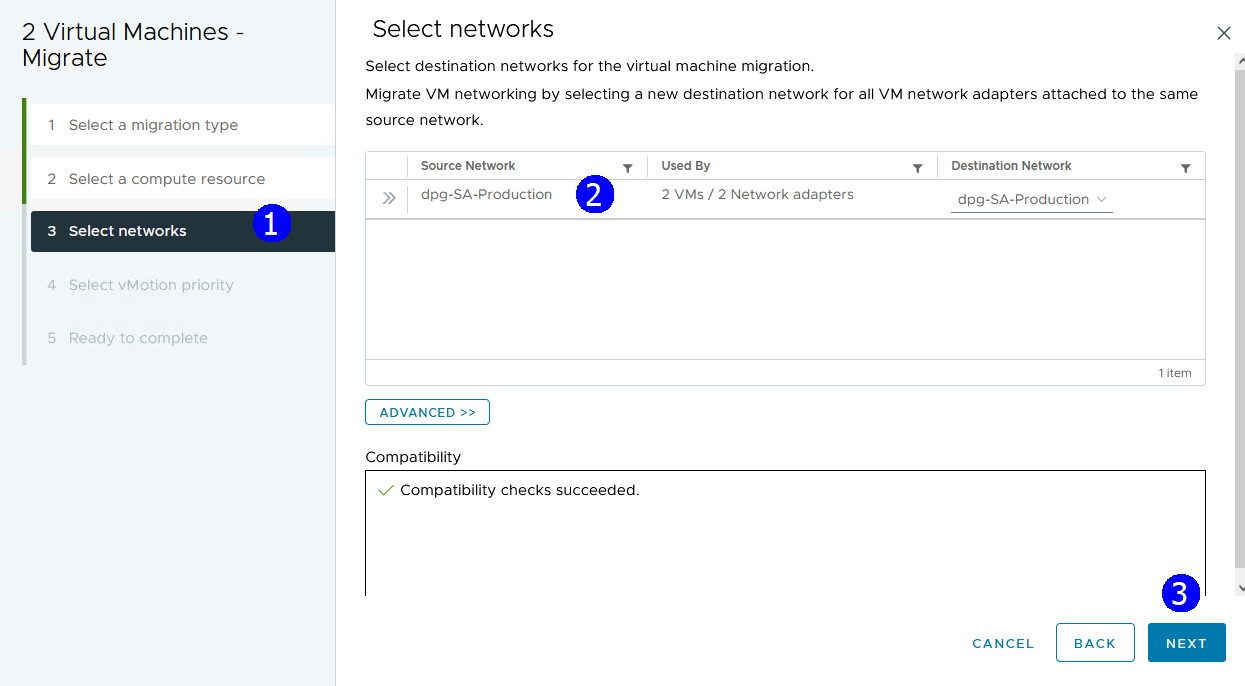 2 Virtual Machines -
Migrate
1 Select a migration type
2 Select a compute resource
3 Select networks
1
4 Select vMotion priority
5 Ready to complete
Select networks
Select destination networks for the virtual machine migration.
Migrate VM networking by selecting a new destination network for all VM network adapters attached to the same
source network.
Source Network Used By Destination Network
dpg-SA-Production 2 2 VMs / 2 Network adapters dpg-SA-Production
1 item
ADVANCED >>
Compatibility
Compatibility checks succeeded.
3
CANCEL BACK NEXT